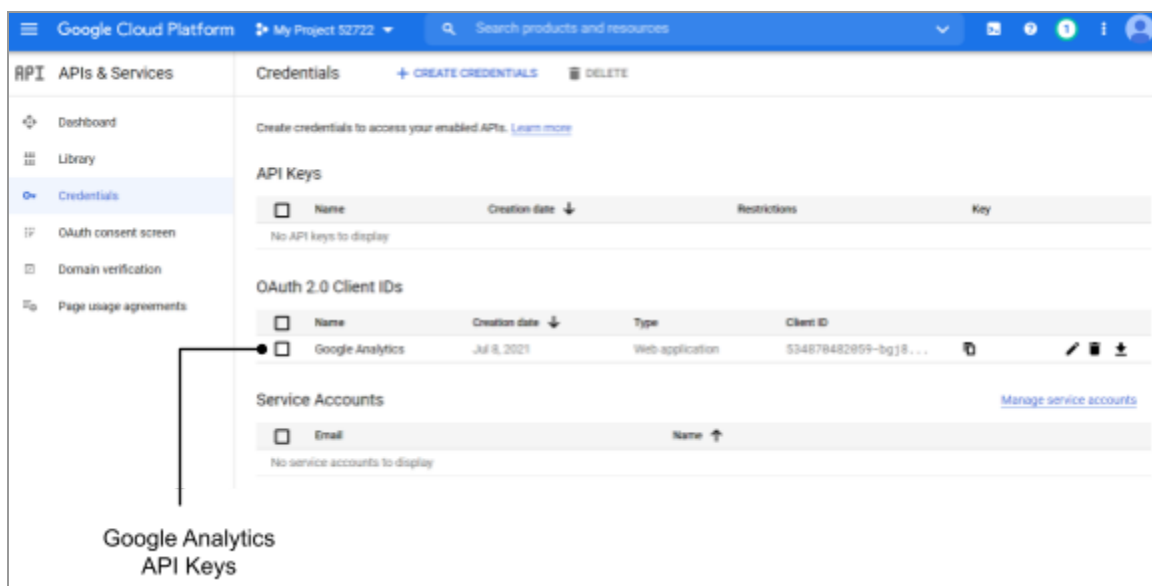 Google Cloud Platform My Project 52722 Search products and resources 1
API APIs & Services Credentials + CREATE CREDENTIALS DELETE
Dashboard
Library
Credentials
OAuth consent screen
Domain verification
Page usage agreements
Create credentials to access your enabled APIs. Learn more
API Keys
Name Creation date Restrictions Key
No API keys to display
OAuth 2.0 Client IDs
Name Creation date Type Client ID
Google Analytics Jul 8, 2021 Web application 534870482059-bgj8...
Service Accounts Manage service accounts
Email Name
No service accounts to display
Google Analytics
API Keys